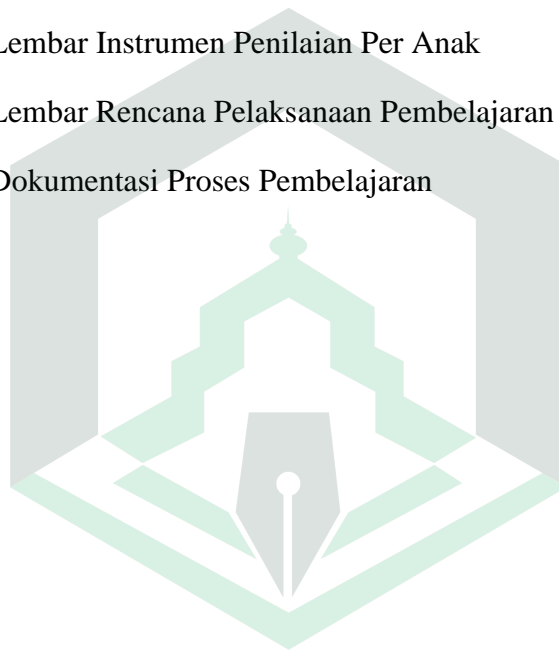 Lembar Instrumen Penilaian Per Anak
Lembar Rencana Pelaksanaan Pembelajaran
Dokumentasi Proses Pembelajaran